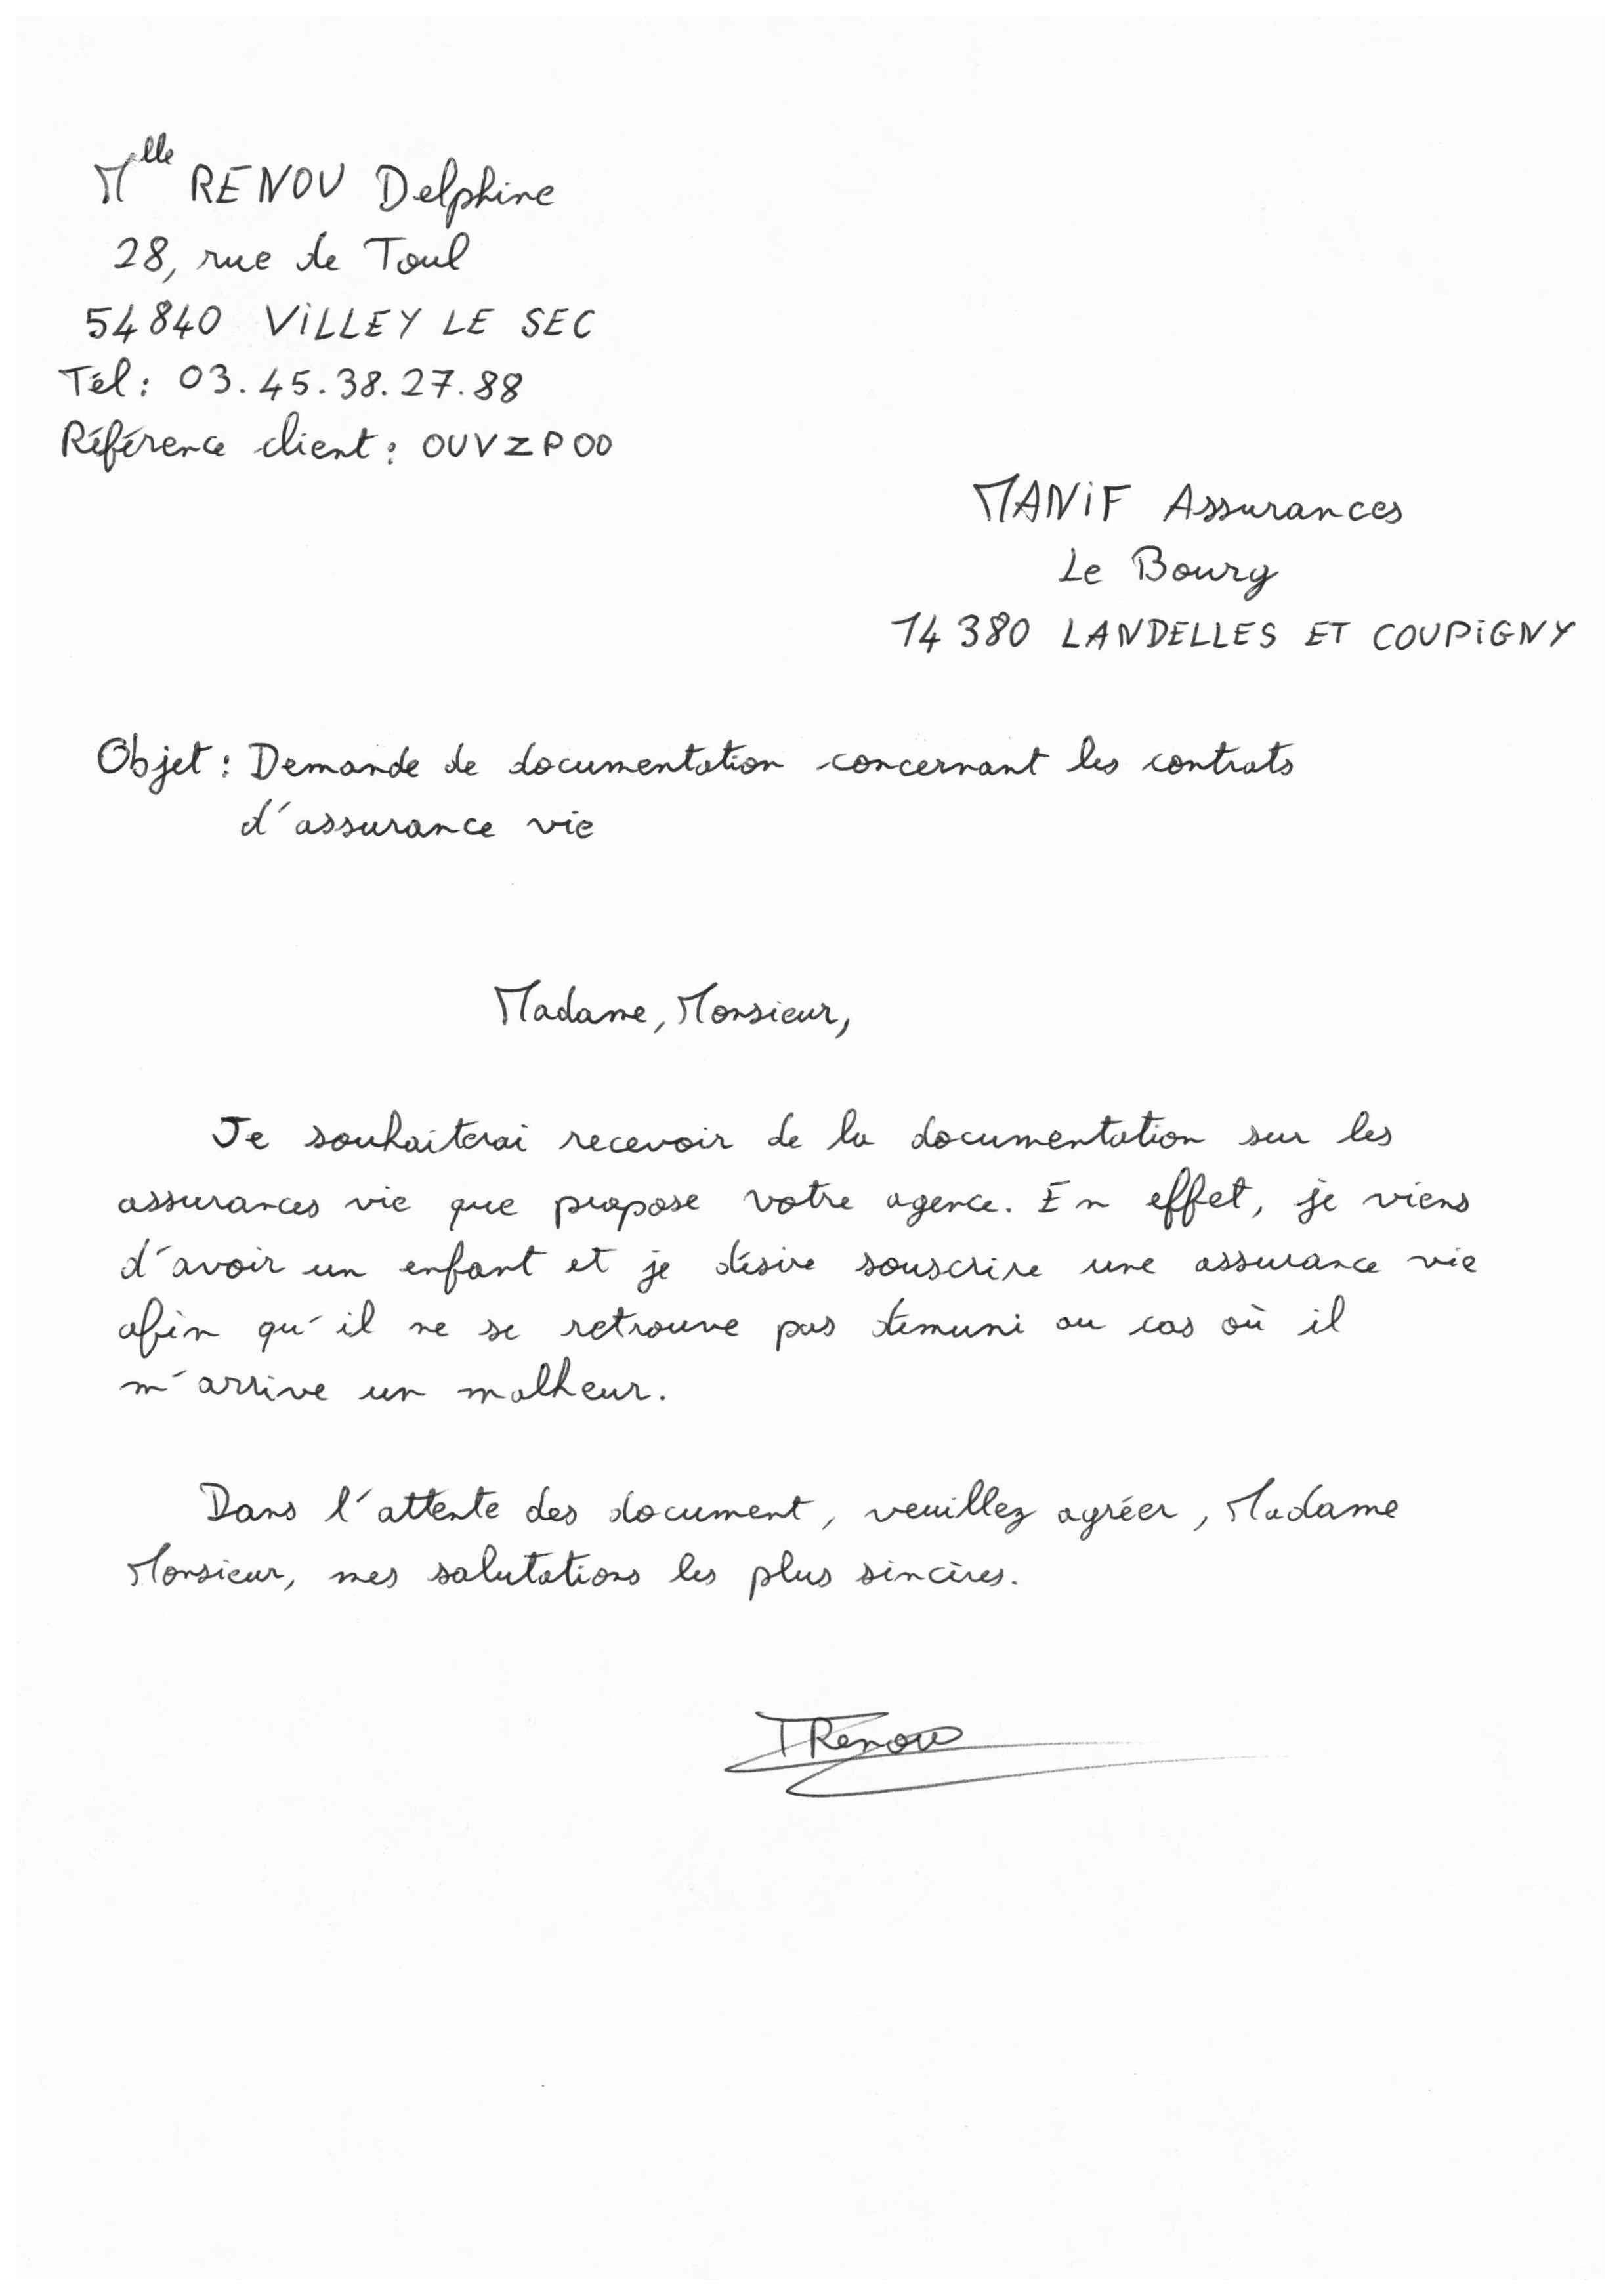 Mlle RENOU Delphine
28, rue de Toul
54840 VILLEY LE SEC
Tél : 03.45.38.27.88
Référence client : OUVZPOO
MANIF Assurances
Le Bourg
14380 LANDELLES ET COUPIGNY
Objet : Demande de documentation concernant les contrats
d'assurance vie
Madame, Monsieur,
Je souhaiterai recevoir de la documentation sur les
assurances vie que propose votre agence. En effet, je viens
d'avoir un enfant et je désire souscrire une assurance vie
afin qu'il ne se retrouve pas démuni au cas où il
m'arrive un malheur.
Dans l'attente des document, veuillez agréer, Madame
Monsieur, mes salutations les plus sincères.
Renou